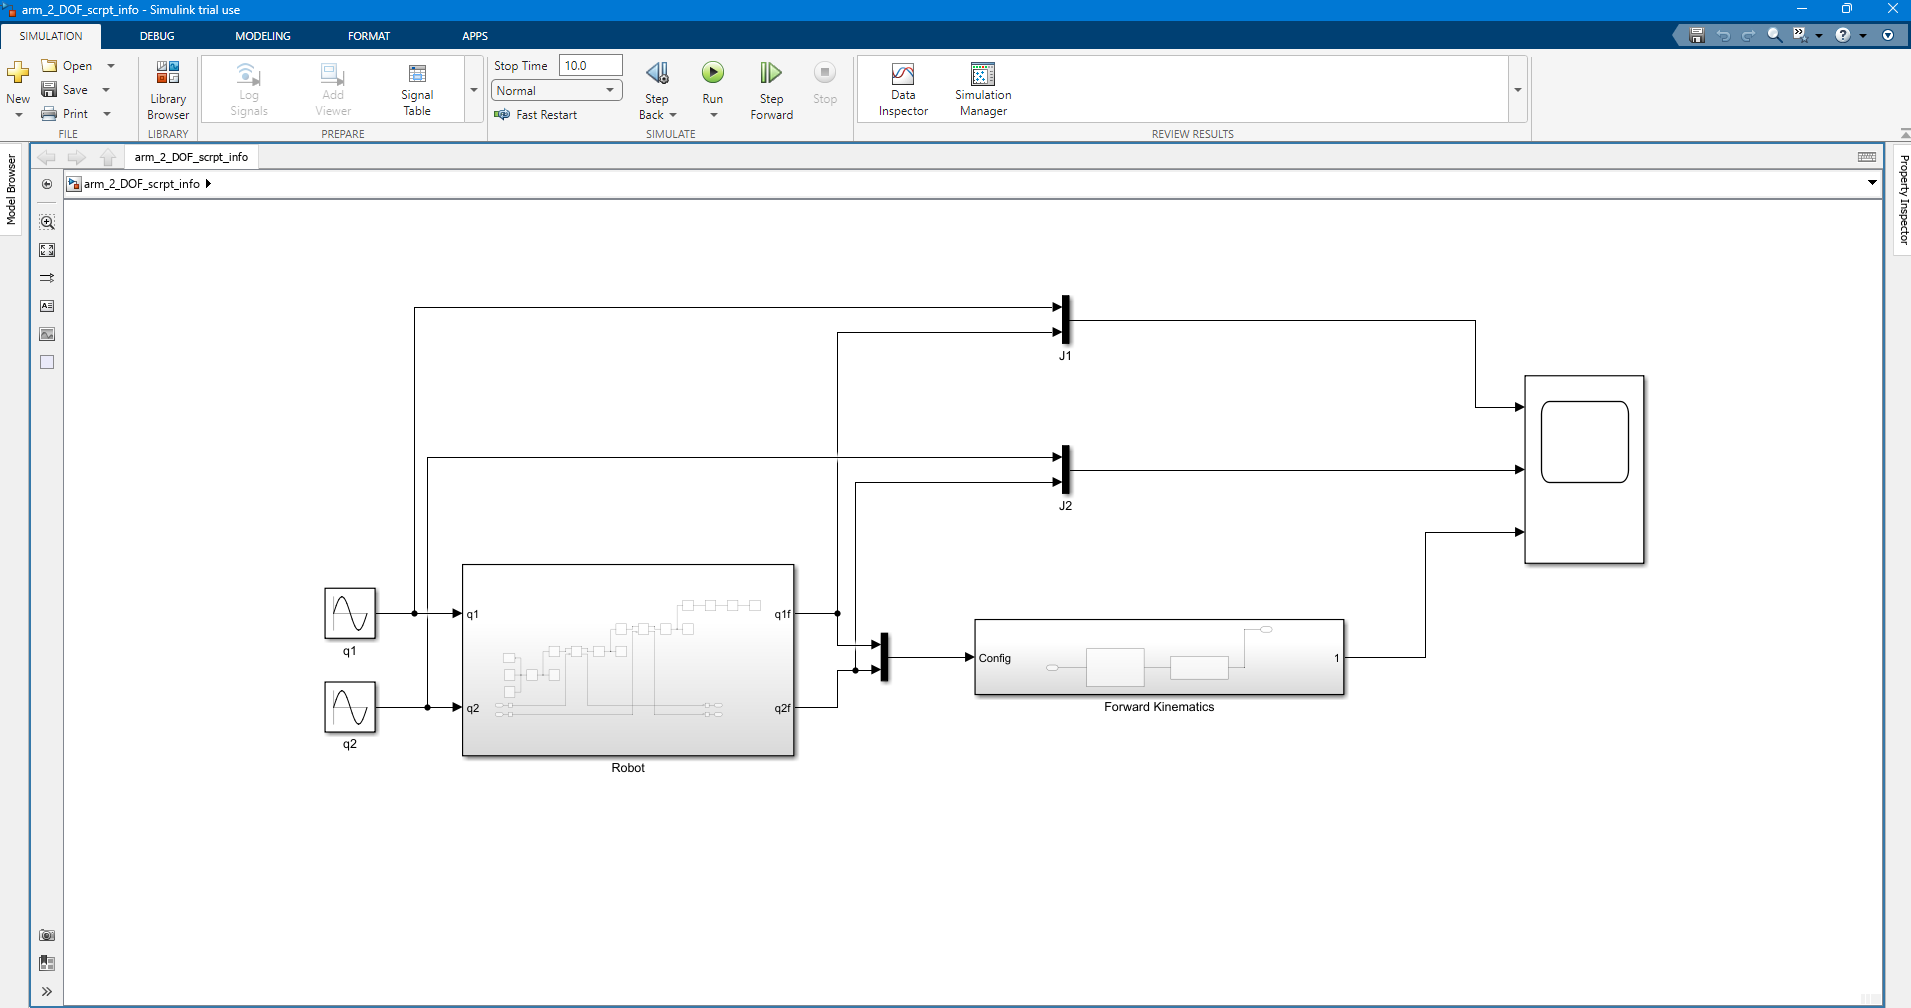 arm_2_DOF_scrpt_info - Simulink trial use
SIMULATION DEBUG MODELING FORMAT APPS
New
Open
Save
Print
FILE
Library
Browser
LIBRARY
Log
Signals
Add
Viewer
Signal
Table
PREPARE
Stop Time 10.0
Normal
Fast Restart
Step
Back
Run
Step
Forward
Stop
SIMULATE
Data
Inspector
Simulation
Manager
REVIEW RESULTS
Model Browser
arm_2_DOF_scrpt_info
arm_2_DOF_scrpt_info
Property Inspector
J1
J2
q1
q1
q1f
q2
q2
q2f
Robot
Config
1
Forward Kinematics